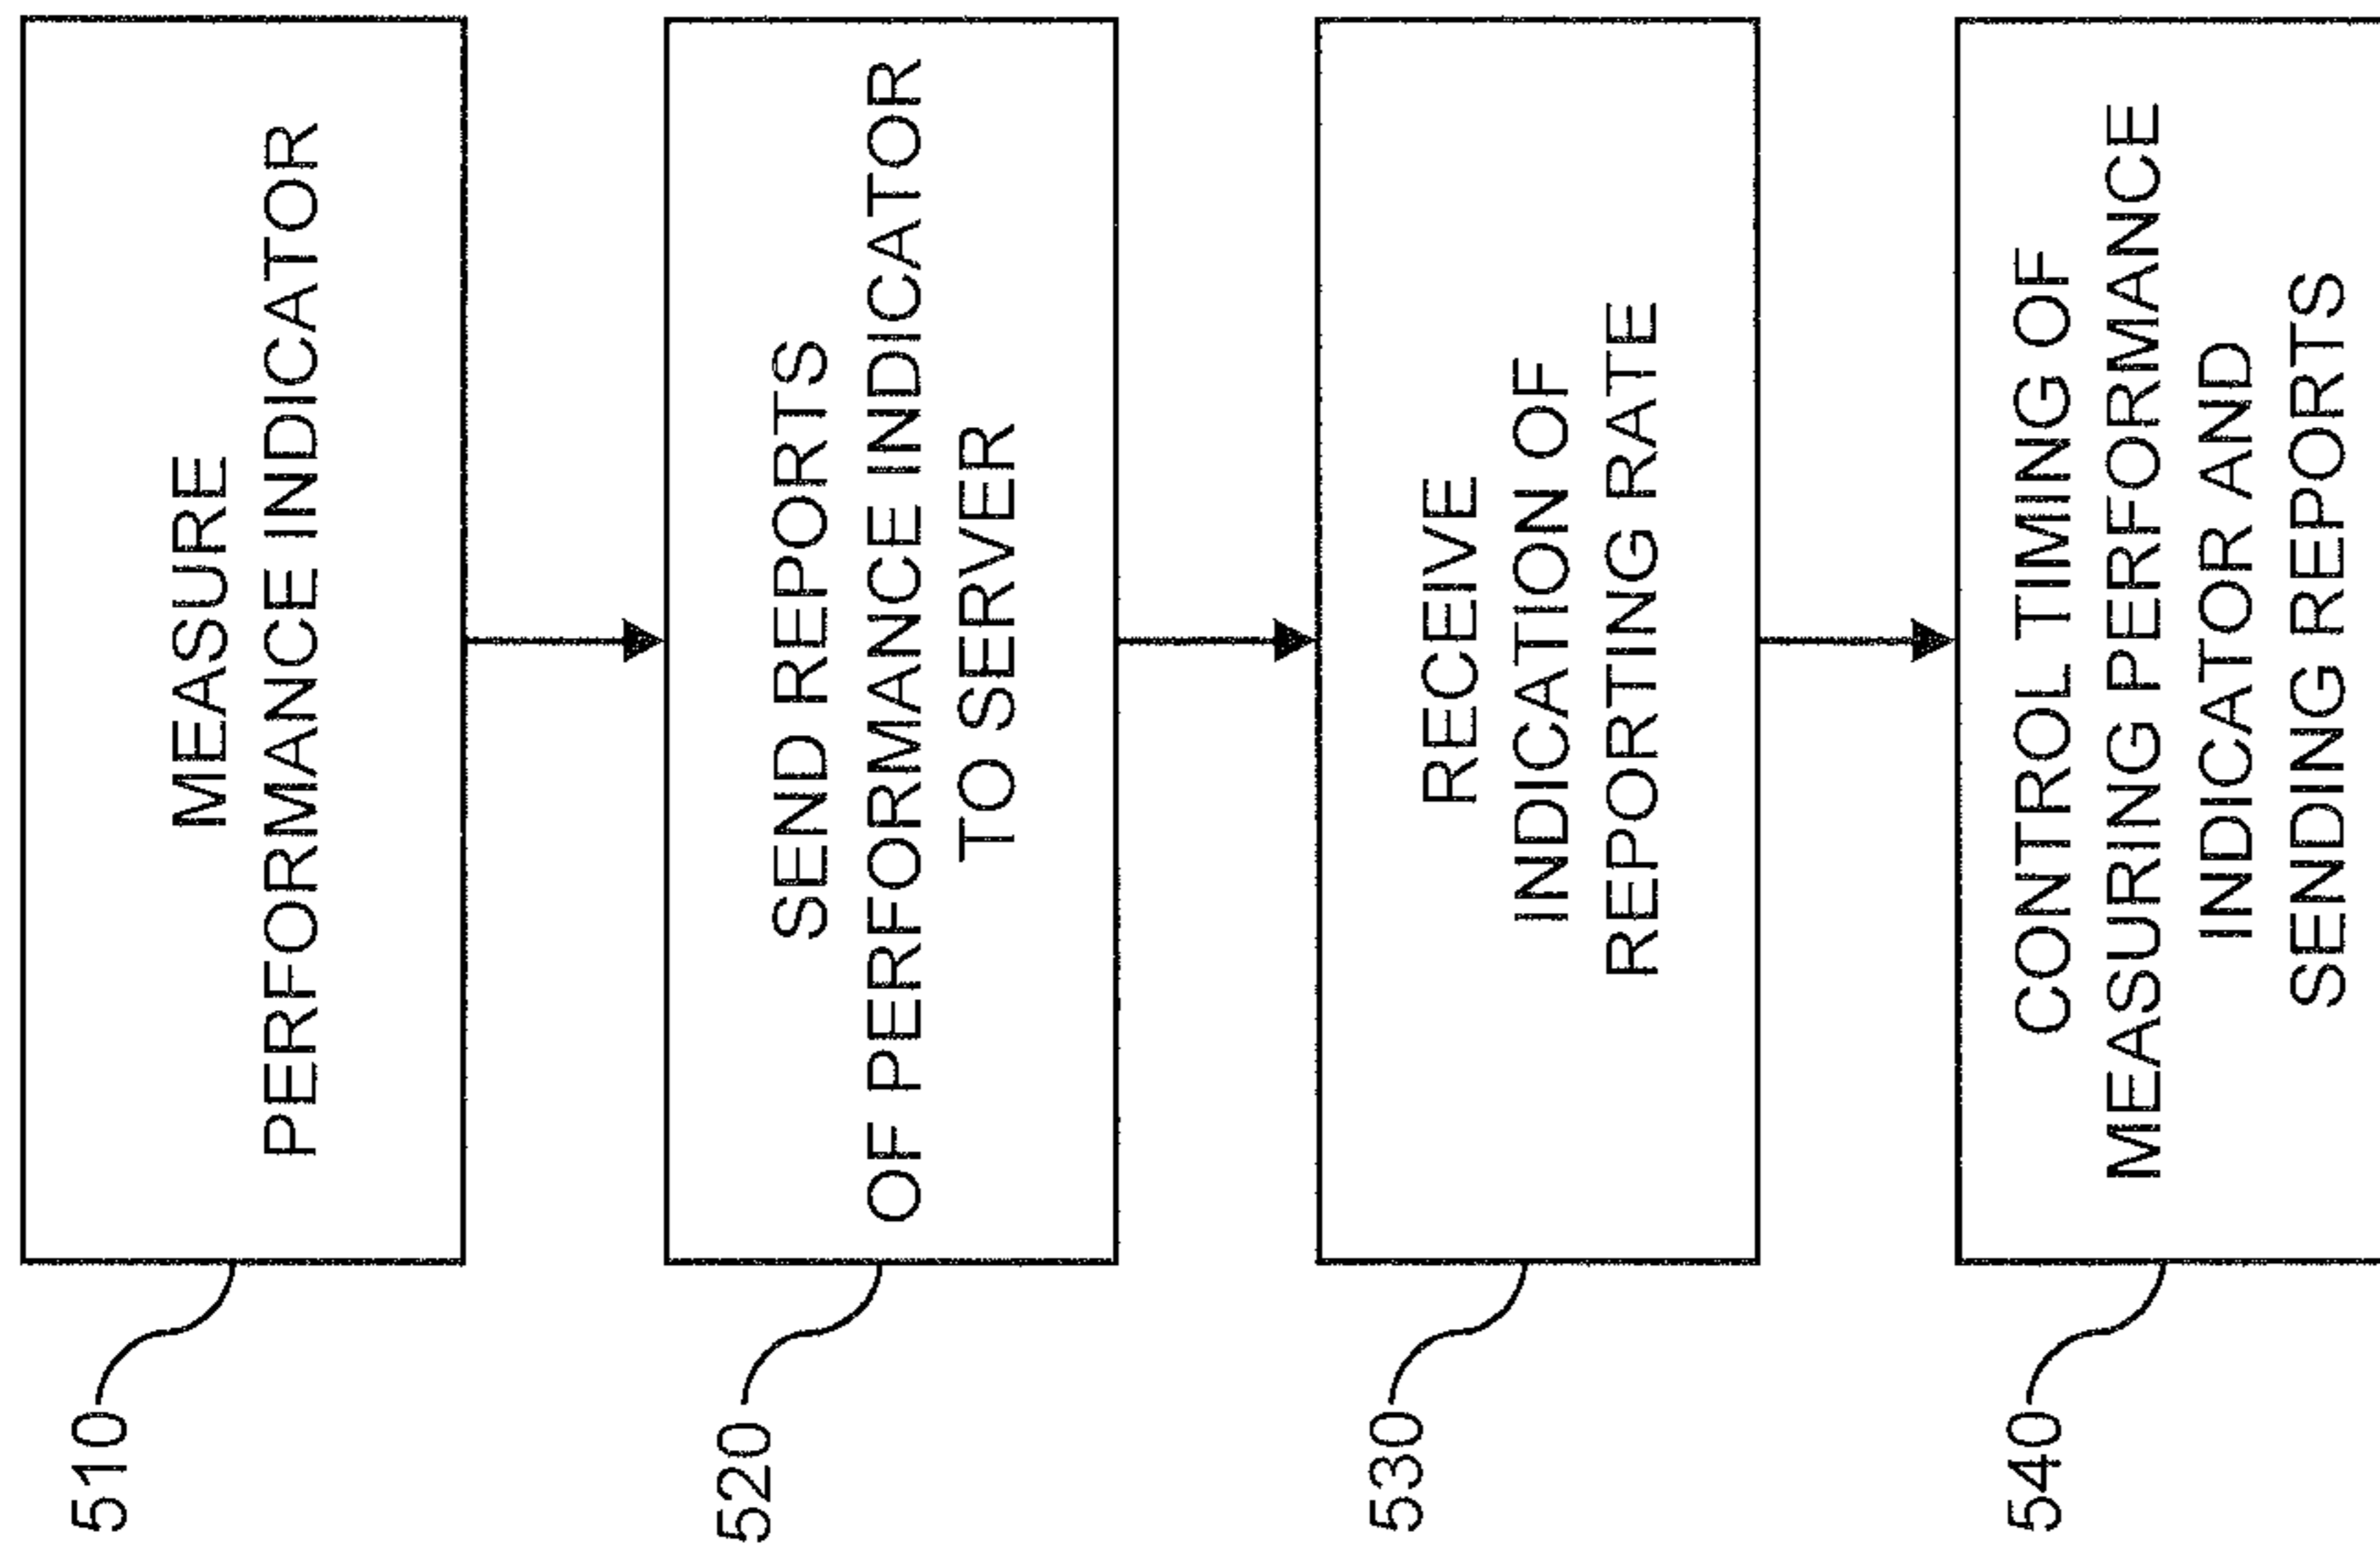 510
MEASURE
PERFORMANCE INDICATOR
520
SEND REPORTS
OF PERFORMANCE INDICATOR
TO SERVER
530
RECEIVE
INDICATION OF
REPORTING RATE
540
CONTROL TIMING OF
MEASURING PERFORMANCE
INDICATOR AND
SENDING REPORTS